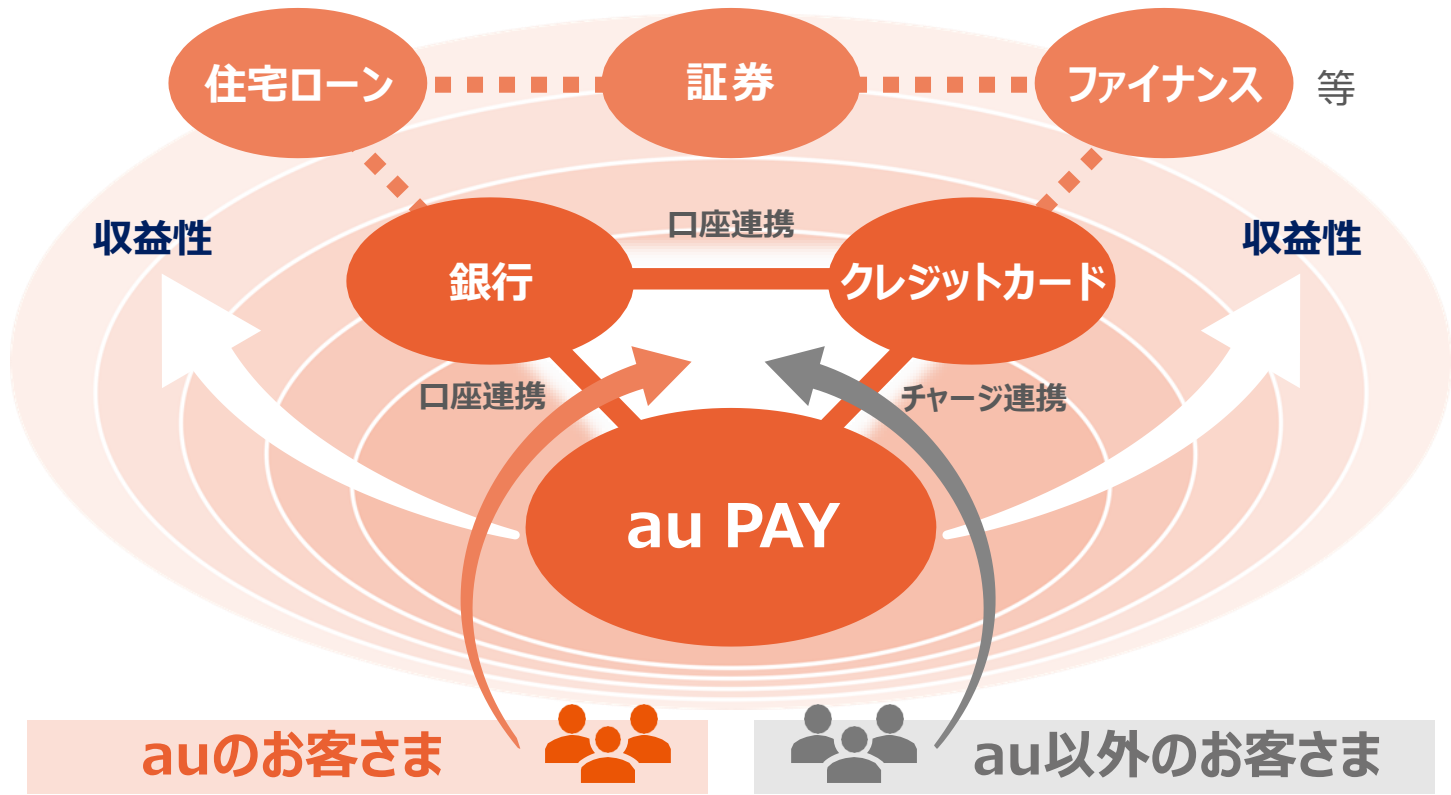 住宅ローン
証券
ファイナンス
等
収益性
口座連携
収益性
銀行
クレジットカード
口座連携
チャージ連携
au PAY
auのお客さま
au以外のお客さま